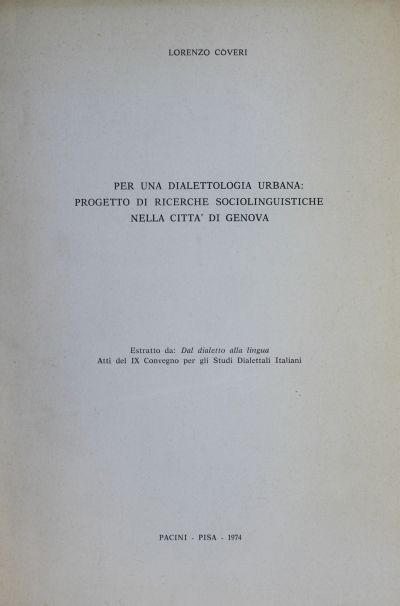 LORENZO COVERI
PER UNA DIALETTOLOGIA URBANA:
PROGETTO DI RICERCHE SOCIOLINGUISTICHE
NELLA CITTA' DI GENOVA
Estratto da: Dal dialetto alla lingua
Atti del IX Convegno per gli Studi Dialettali Italiani
PACINI - PISA - 1974